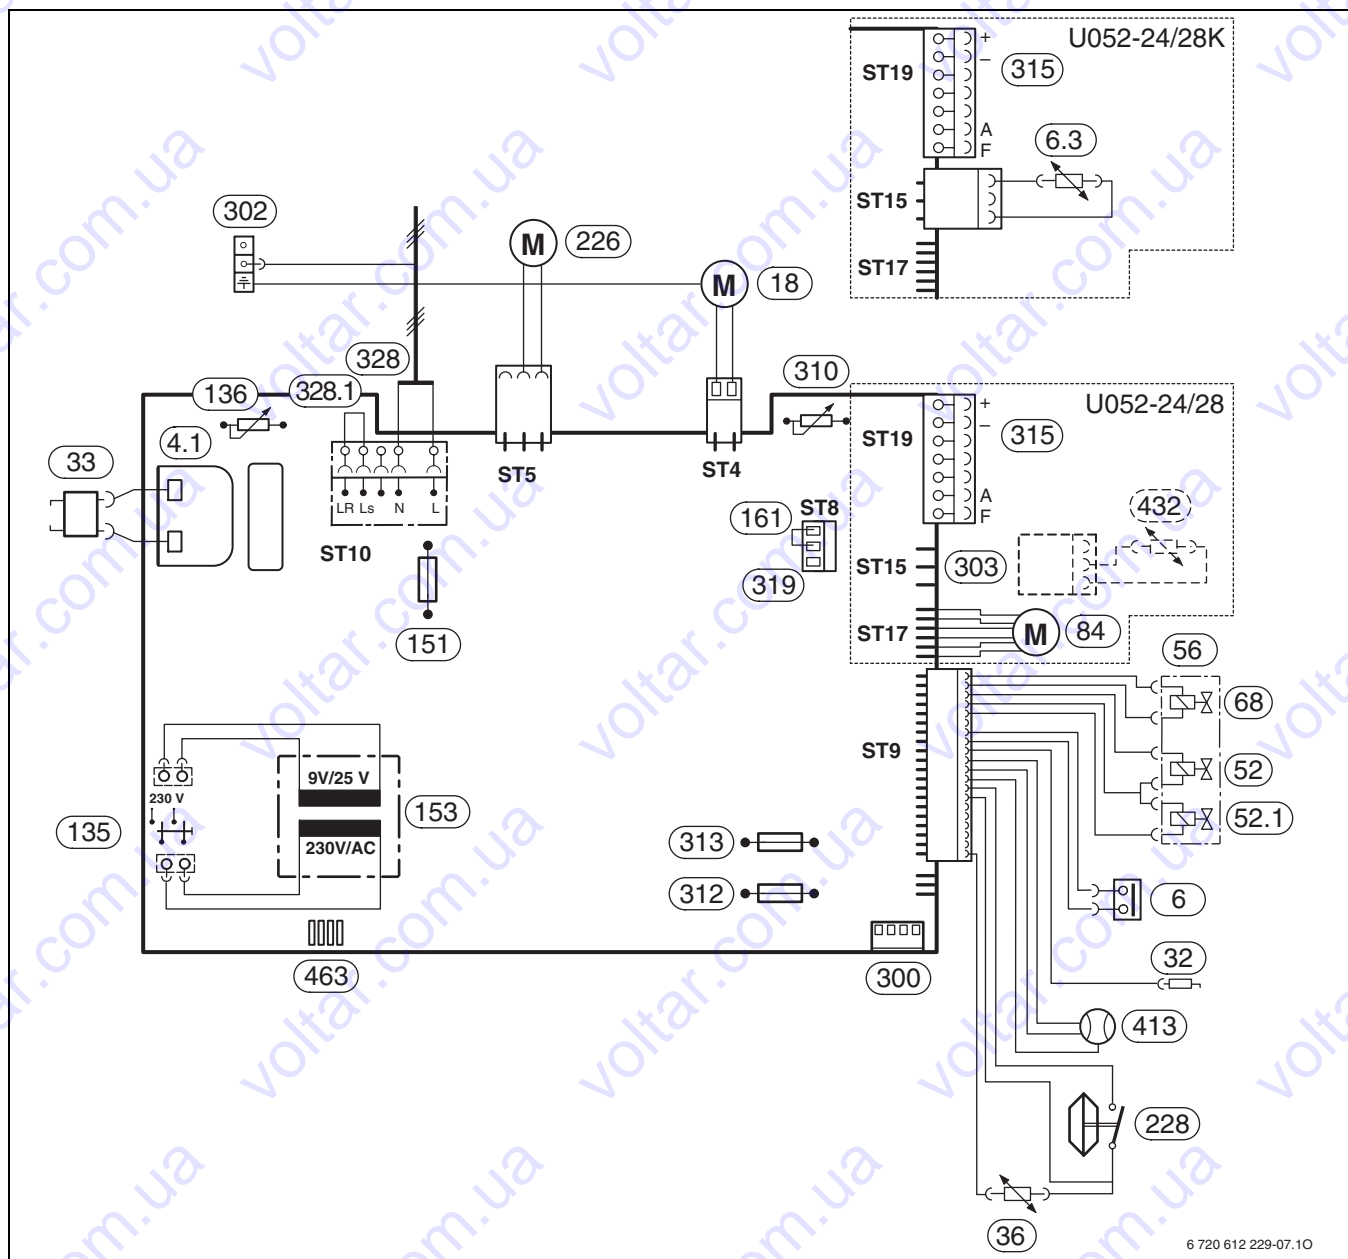 U052-24/28K
+
ST19
–
315
A
F
6.3
ST15
ST17
302
M
226
M
18
328
310
136
328.1
4.1
33
ST5
ST4
LR
Ls
N
L
ST10
151
U052-24/28
+
ST19
–
315
A
F
432
161
ST8
319
ST15
303
ST17
M
84
56
68
ST9
52
52.1
9V/25 V
230 V
135
153
230V/AC
313
312
6
463
300
32
413
228
36
6 720 612 229-07.1O
voltar.com.ua